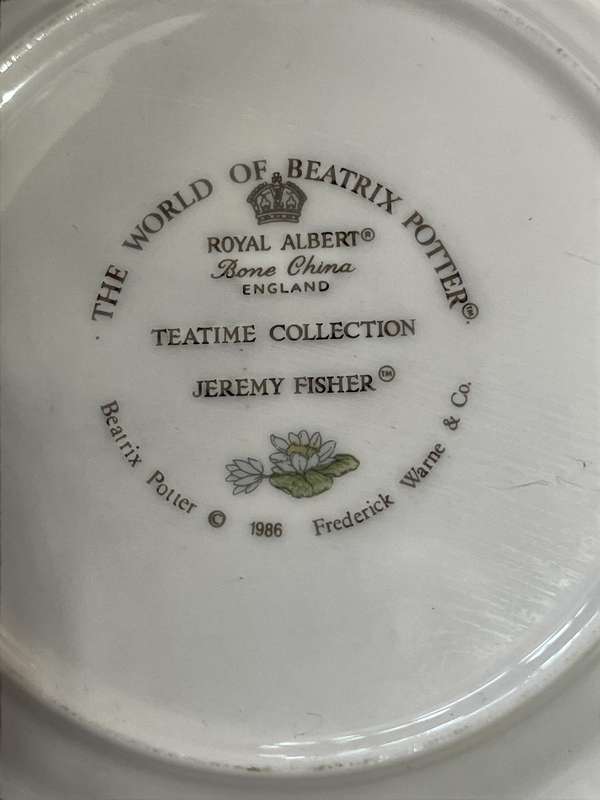 · THE WORLD OF BEATRIX POTTER™ ·
ROYAL ALBERT®
Bone China
ENGLAND
TEATIME COLLECTION
JEREMY FISHER™
Beatrix Potter © 1986 Frederick Warne & Co.